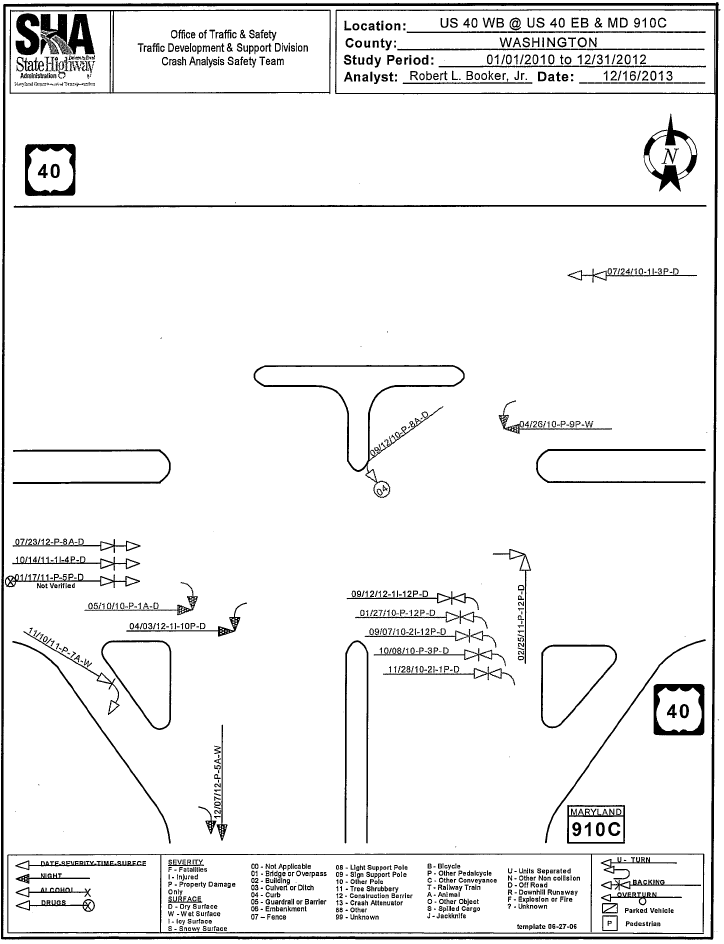 SHA
State Highway
Administration
Maryland Department of Transportation
Office of Traffic & Safety
Traffic Development & Support Division
Crash Analysis Safety Team
Location: US 40 WB @ US 40 EB & MD 910C
County: WASHINGTON
Study Period: 01/01/2010 to 12/31/2012
Analyst: Robert L. Booker, Jr. Date: 12/16/2013
40
N
07/24/10-1I-3P-D
09/12/10-P-8A-D
04/26/10-P-9P-W
04
07/23/12-P-8A-D
10/14/11-1I-4P-D
01/17/11-P-5P-D
Not Verified
05/10/10-P-1A-D
04/03/12-1I-10P-D
11/10/11-P-7A-W
09/12/12-1I-12P-D
01/27/10-P-12P-D
09/07/10-2I-12P-D
10/08/10-P-3P-D
11/28/10-2I-1P-D
02/25/11-P-12P-D
40
12/07/12-P-5A-W
MARYLAND
910C
DATE-SEVERITY-TIME-SURFCE
NIGHT
ALCOHOL X
DRUGS
SEVERITY
F - Fatalities
I - Injured
P - Property Damage
Only
SURFACE
D - Dry Surface
W - Wet Surface
I - Icy Surface
S - Snowy Surface
00 - Not Applicable
01 - Bridge or Overpass
02 - Building
03 - Culvert or Ditch
04 - Curb
05 - Guardrail or Barrier
06 - Embankment
07 - Fence
08 - Light Support Pole
09 - Sign Support Pole
10 - Other Pole
11 - Tree Shrubbery
12 - Construction Barrier
13 - Crash Attenuator
88 - Other
99 - Unknown
B - Bicycle
P - Other Pedalcycle
C - Other Conveyance
T - Railway Train
A - Animal
O - Other Object
S - Spilled Cargo
J - Jackknife
U - Units Separated
N - Other Non collision
D - Off Road
R - Downhill Runaway
F - Explosion or Fire
? - Unknown
template 06-27-06
U - TURN
BACKING
OVERTURN
Parked Vehicle
P Pedestrian